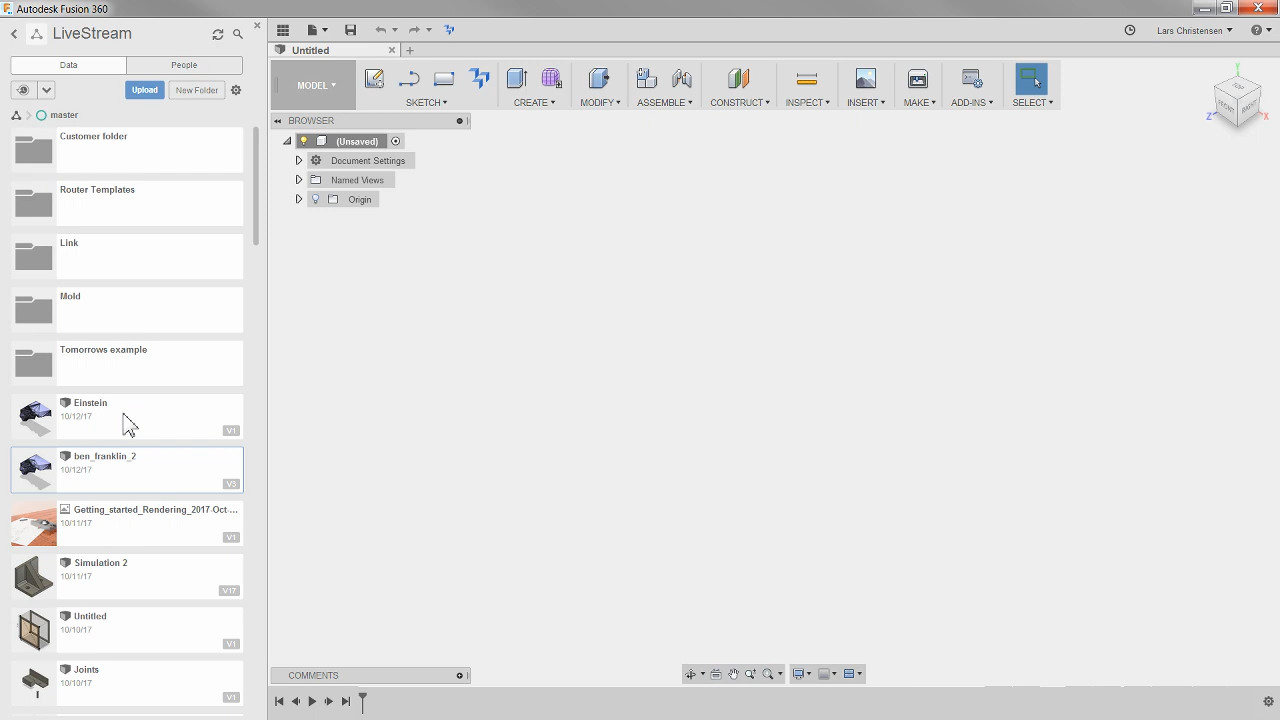 Autodesk Fusion 360
LiveStream
Data
People
Upload
New Folder
master
Customer folder
Router Templates
Link
Mold
Tomorrows example
Einstein
10/12/17
V1
ben_franklin_2
10/12/17
V3
Getting_started_Rendering_2017-Oct-...
10/11/17
V1
Simulation 2
10/11/17
V17
Untitled
10/10/17
V1
Joints
10/10/17
V1
Untitled
Lars Christensen
MODEL
SKETCH
CREATE
MODIFY
ASSEMBLE
CONSTRUCT
INSPECT
INSERT
MAKE
ADD-INS
SELECT
BROWSER
(Unsaved)
Document Settings
Named Views
Origin
TOP
FRONT
RIGHT
Y
Z
X
COMMENTS